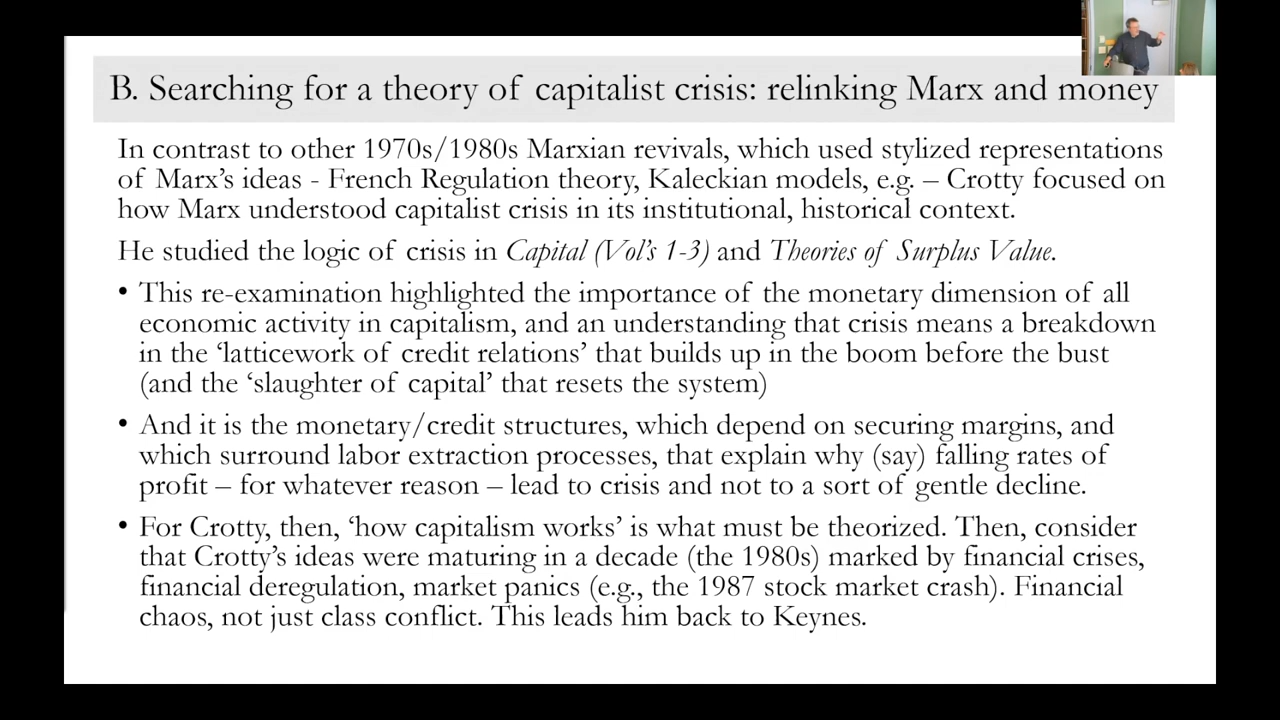 B. Searching for a theory of capitalist crisis: relinking Marx and money
In contrast to other 1970s/1980s Marxian revivals, which used stylized representations
of Marx's ideas - French Regulation theory, Kaleckian models, e.g. – Crotty focused on
how Marx understood capitalist crisis in its institutional, historical context.
He studied the logic of crisis in Capital (Vol's 1-3) and Theories of Surplus Value.
• This re-examination highlighted the importance of the monetary dimension of all
economic activity in capitalism, and an understanding that crisis means a breakdown
in the 'latticework of credit relations' that builds up in the boom before the bust
(and the 'slaughter of capital' that resets the system)
• And it is the monetary/credit structures, which depend on securing margins, and
which surround labor extraction processes, that explain why (say) falling rates of
profit – for whatever reason – lead to crisis and not to a sort of gentle decline.
• For Crotty, then, 'how capitalism works' is what must be theorized. Then, consider
that Crotty's ideas were maturing in a decade (the 1980s) marked by financial crises,
financial deregulation, market panics (e.g., the 1987 stock market crash). Financial
chaos, not just class conflict. This leads him back to Keynes.